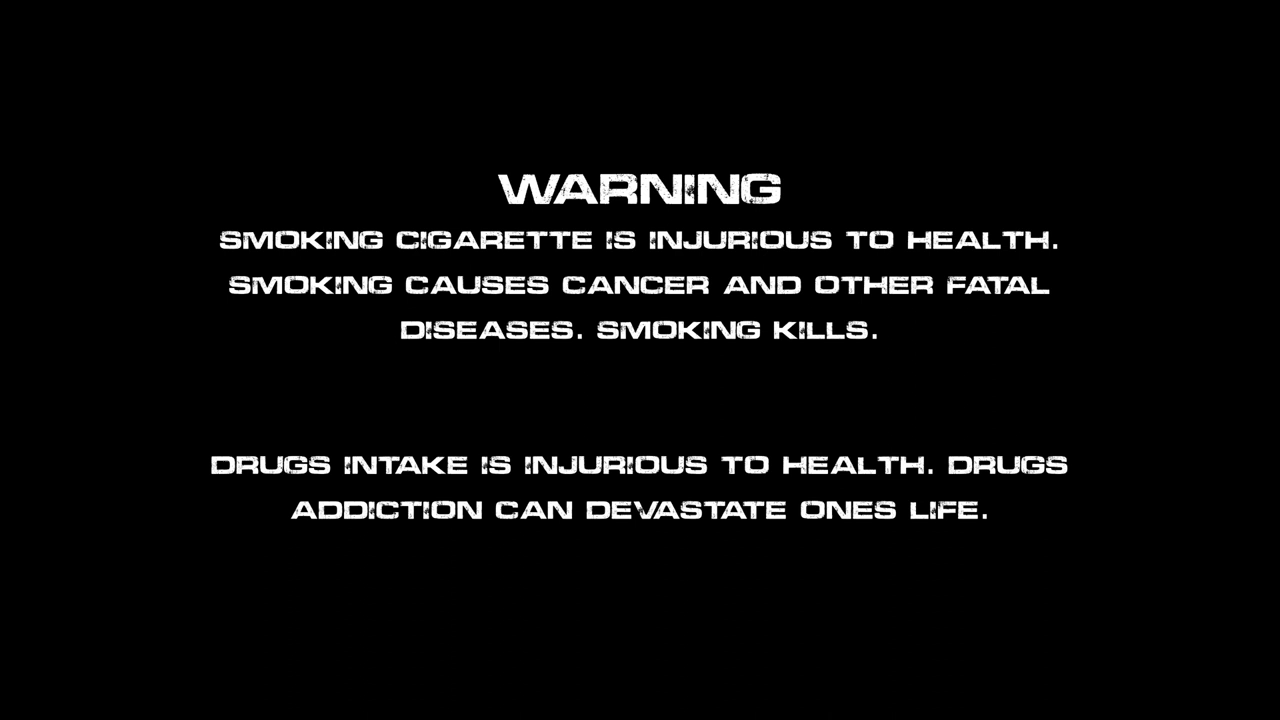 WARNING
SMOKING CIGARETTE IS INJURIOUS TO HEALTH.
SMOKING CAUSES CANCER AND OTHER FATAL
DISEASES. SMOKING KILLS.
DRUGS INTAKE IS INJURIOUS TO HEALTH. DRUGS
ADDICTION CAN DEVASTATE ONES LIFE.